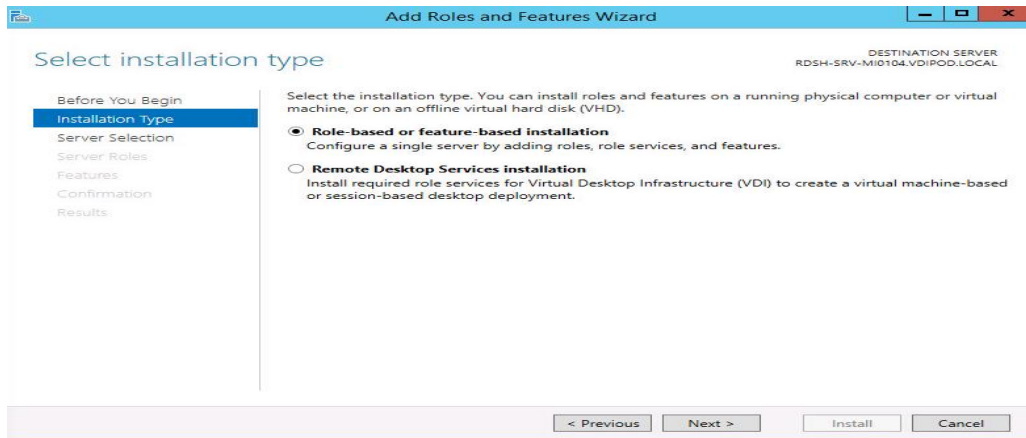 Add Roles and Features Wizard
Select installation type
DESTINATION SERVER
RDSH-SRV-MI0104.VDIPOD.LOCAL
Before You Begin
Installation Type
Server Selection
Server Roles
Features
Confirmation
Results
Select the installation type. You can install roles and features on a running physical computer or virtual
machine, or on an offline virtual hard disk (VHD).
Role-based or feature-based installation
Configure a single server by adding roles, role services, and features.
Remote Desktop Services installation
Install required role services for Virtual Desktop Infrastructure (VDI) to create a virtual machine-based
or session-based desktop deployment.
< Previous
Next >
Install
Cancel